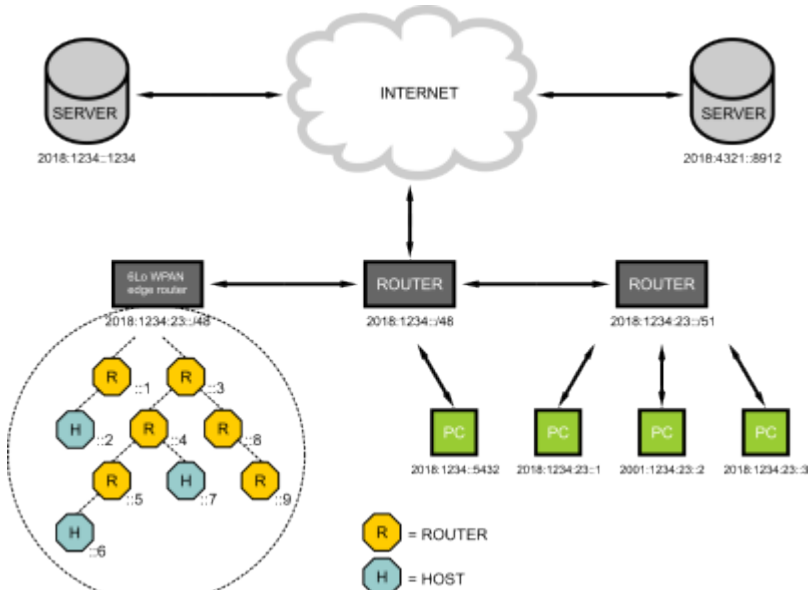 INTERNET
SERVER
SERVER
2018:1234::1234
2018:4321::8912
6Lo WPAN
edge router
ROUTER
ROUTER
2018:1234:23::/48
2018:1234::/48
2018:1234:23::/51
R
::1
R
::3
H
::2
R
::4
R
::8
R
::5
H
::7
R
::9
H
::6
PC
PC
PC
PC
2018:1234::5432
2018:1234:23::1
2001:1234:23::2
2018:1234:23::3
R = ROUTER
H = HOST